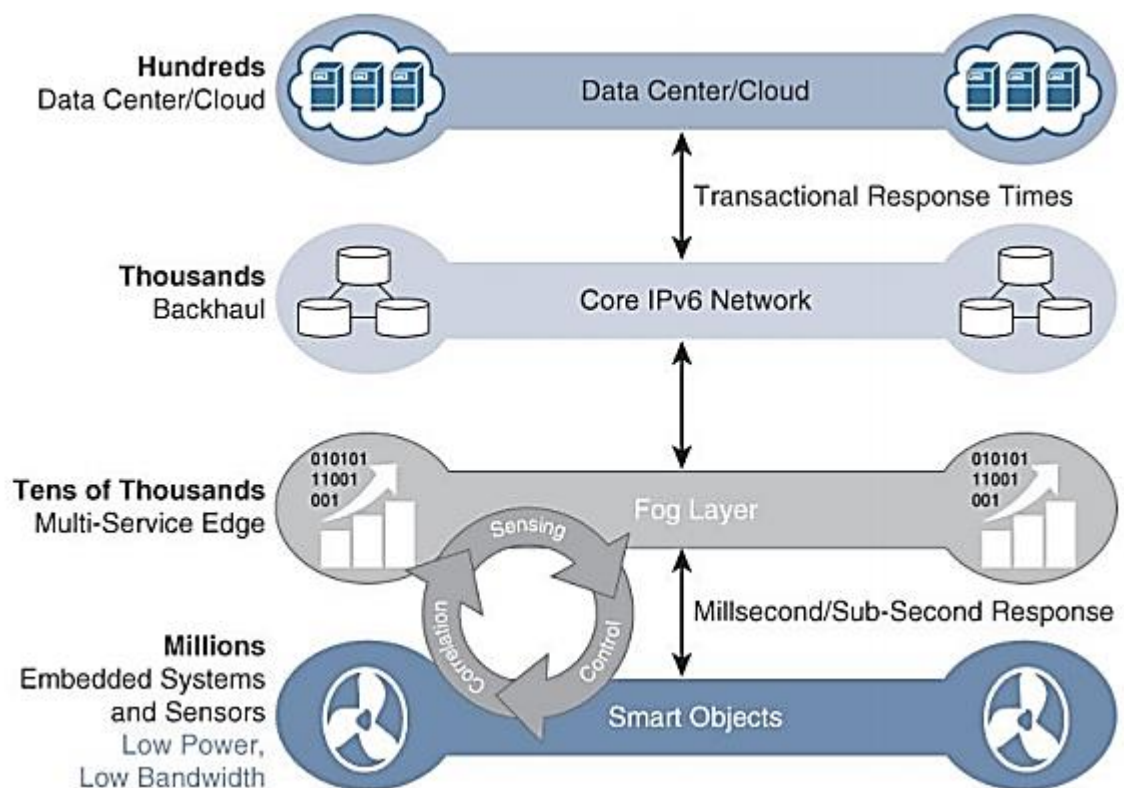 Hundreds
Data Center/Cloud
Data Center/Cloud
Transactional Response Times
Thousands
Backhaul
Core IPv6 Network
010101
11001
001
010101
11001
001
Tens of Thousands
Multi-Service Edge
Fog Layer
Sensing
Control
Correlation
Millsecond/Sub-Second Response
Millions
Embedded Systems
and Sensors
Low Power,
Low Bandwidth
Smart Objects